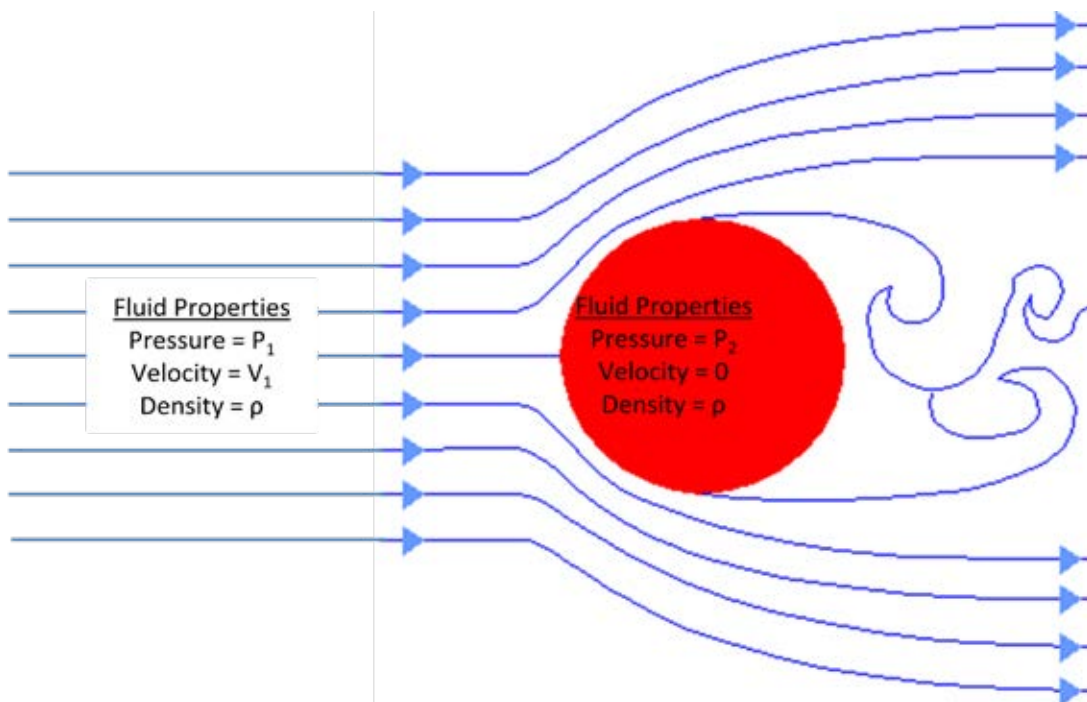 Fluid Properties
Pressure = P₁
Velocity = V₁
Density = ρ
Fluid Properties
Pressure = P₂
Velocity = 0
Density = ρ